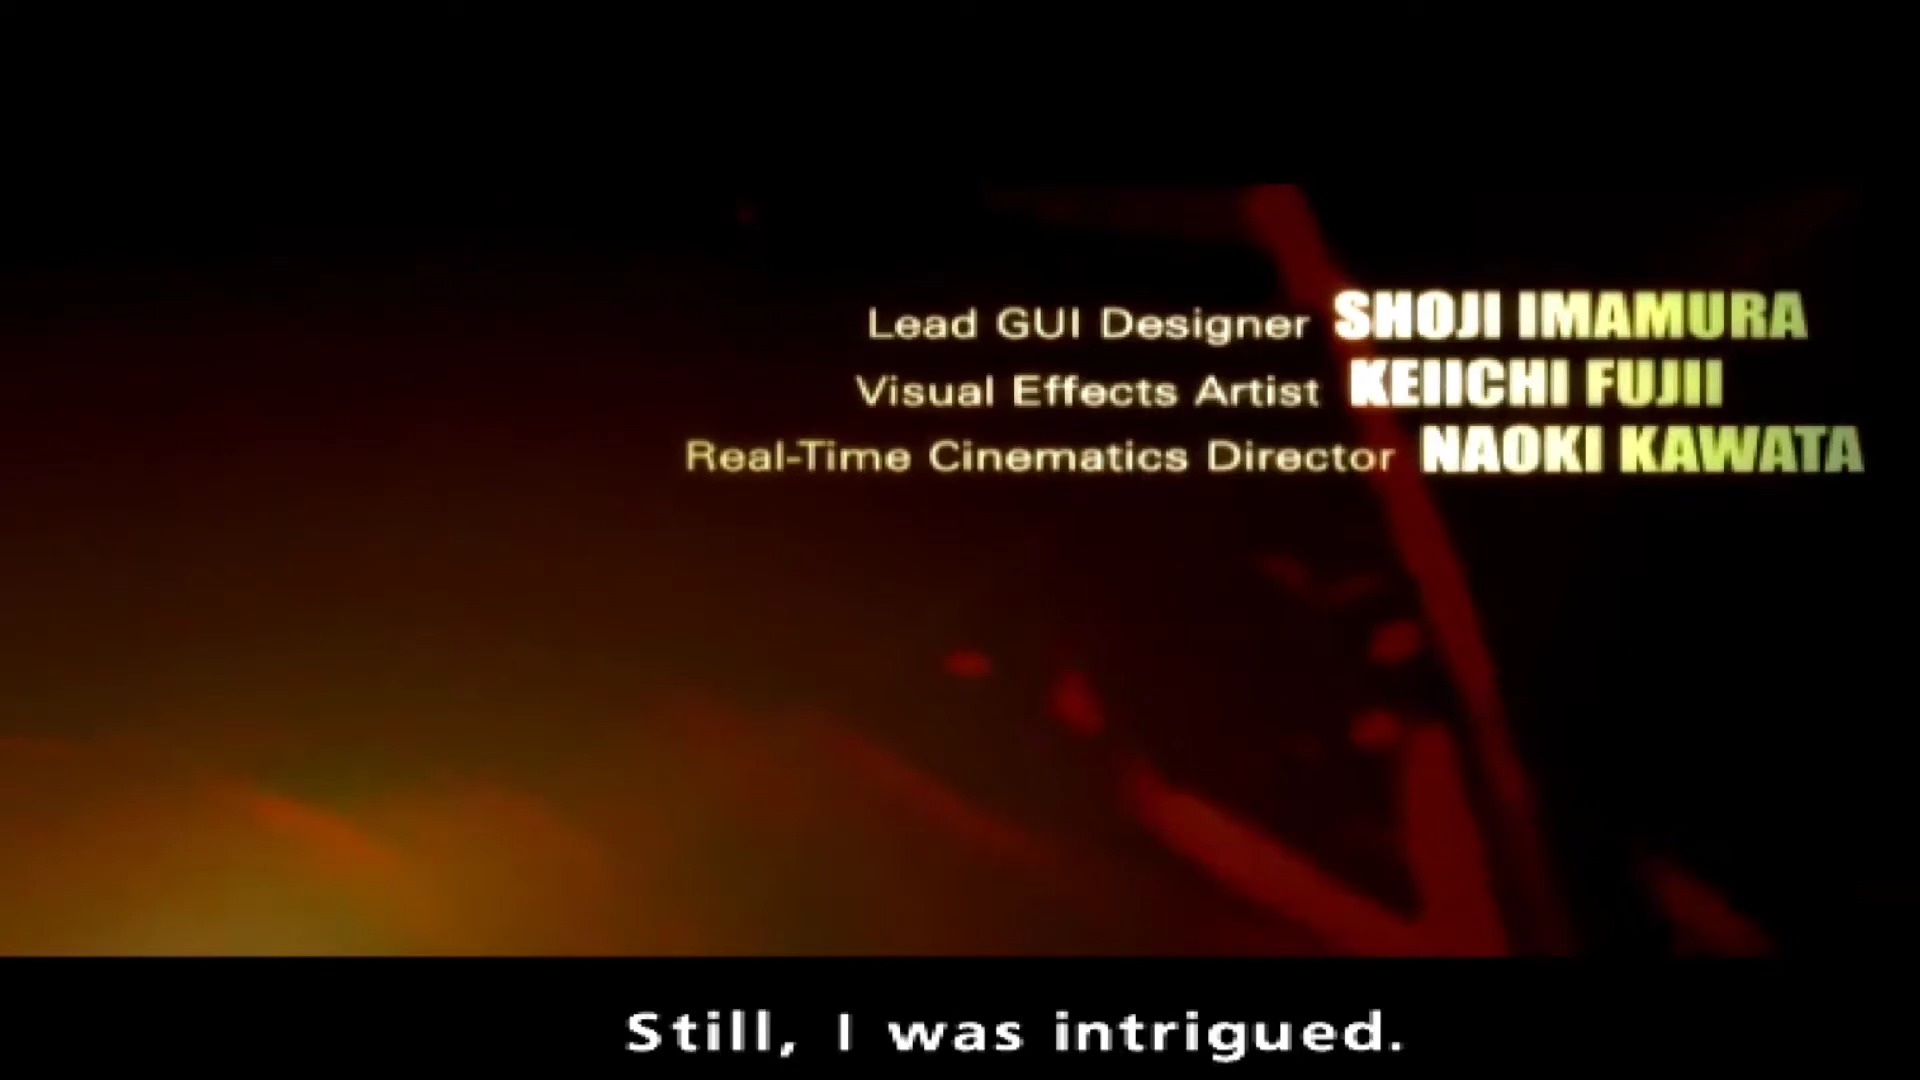 Lead GUI Designer SHOJI IMAMURA
Visual Effects Artist KEIICHI FUJII
Real-Time Cinematics Director NAOKI KAWATA
Still, I was intrigued.